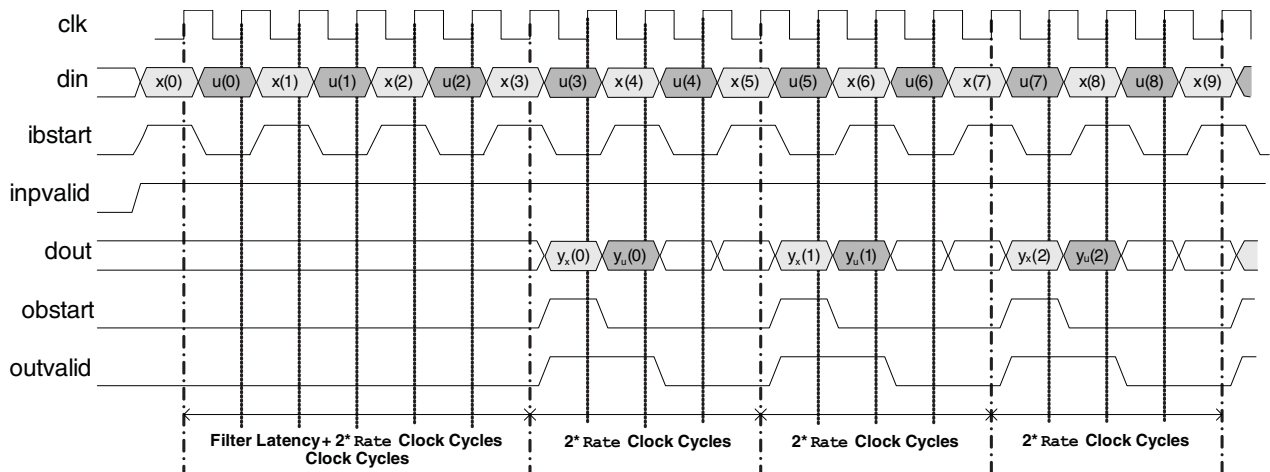 clk
din x(0) u(0) x(1) u(1) x(2) u(2) x(3) u(3) x(4) u(4) x(5) u(5) x(6) u(6) x(7) u(7) x(8) u(8) x(9)
ibstart
inpvalid
dout yₓ(0) yᵤ(0) yₓ(1) yᵤ(1) yₓ(2) yᵤ(2)
obstart
outvalid
Filter Latency + 2* Rate Clock Cycles
Clock Cycles
2* Rate Clock Cycles
2* Rate Clock Cycles
2* Rate Clock Cycles